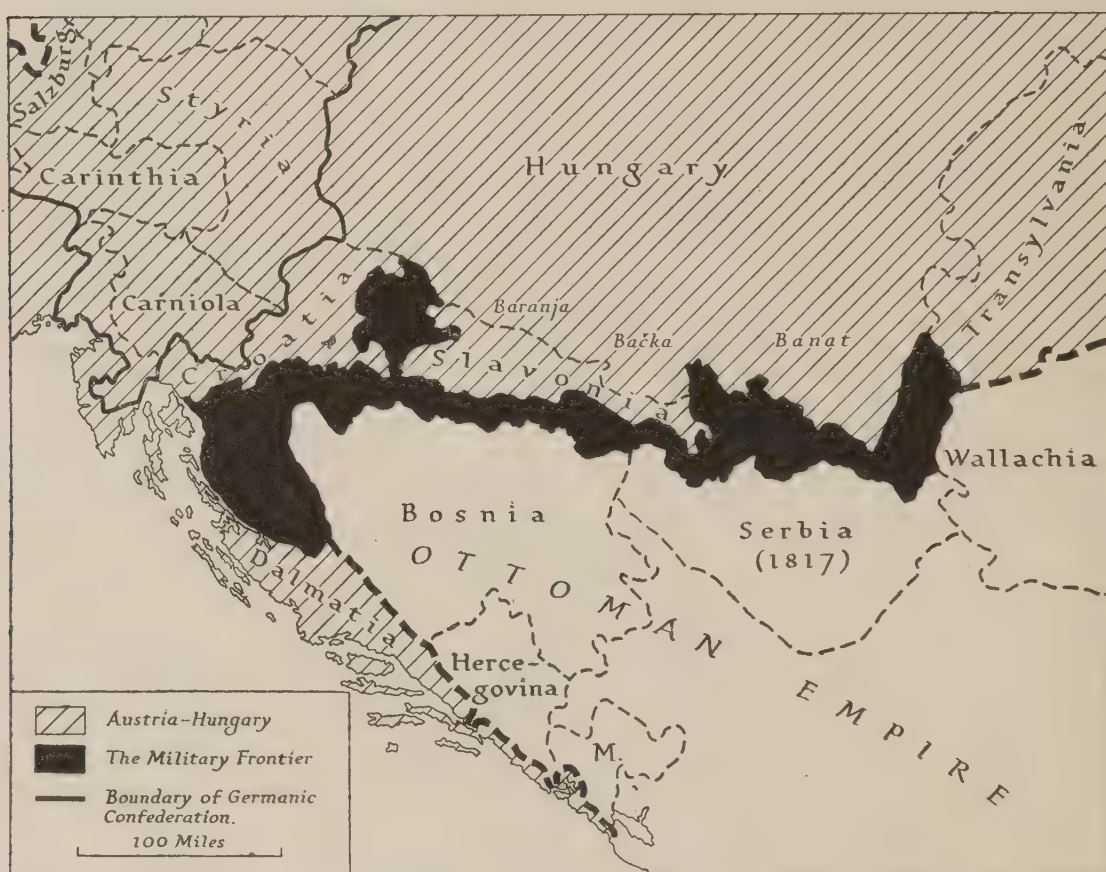 Salzburg
Styria
Carinthia
Hungary
Transylvania
Carniola
Croatia
Baranja
Bačka
Banat
Slavonia
Wallachia
Bosnia
Serbia
(1817)
OTTOMAN EMPIRE
Dalmatia
Herce-
govina
M.
Austria-Hungary
The Military Frontier
Boundary of Germanic
Confederation.
100 Miles